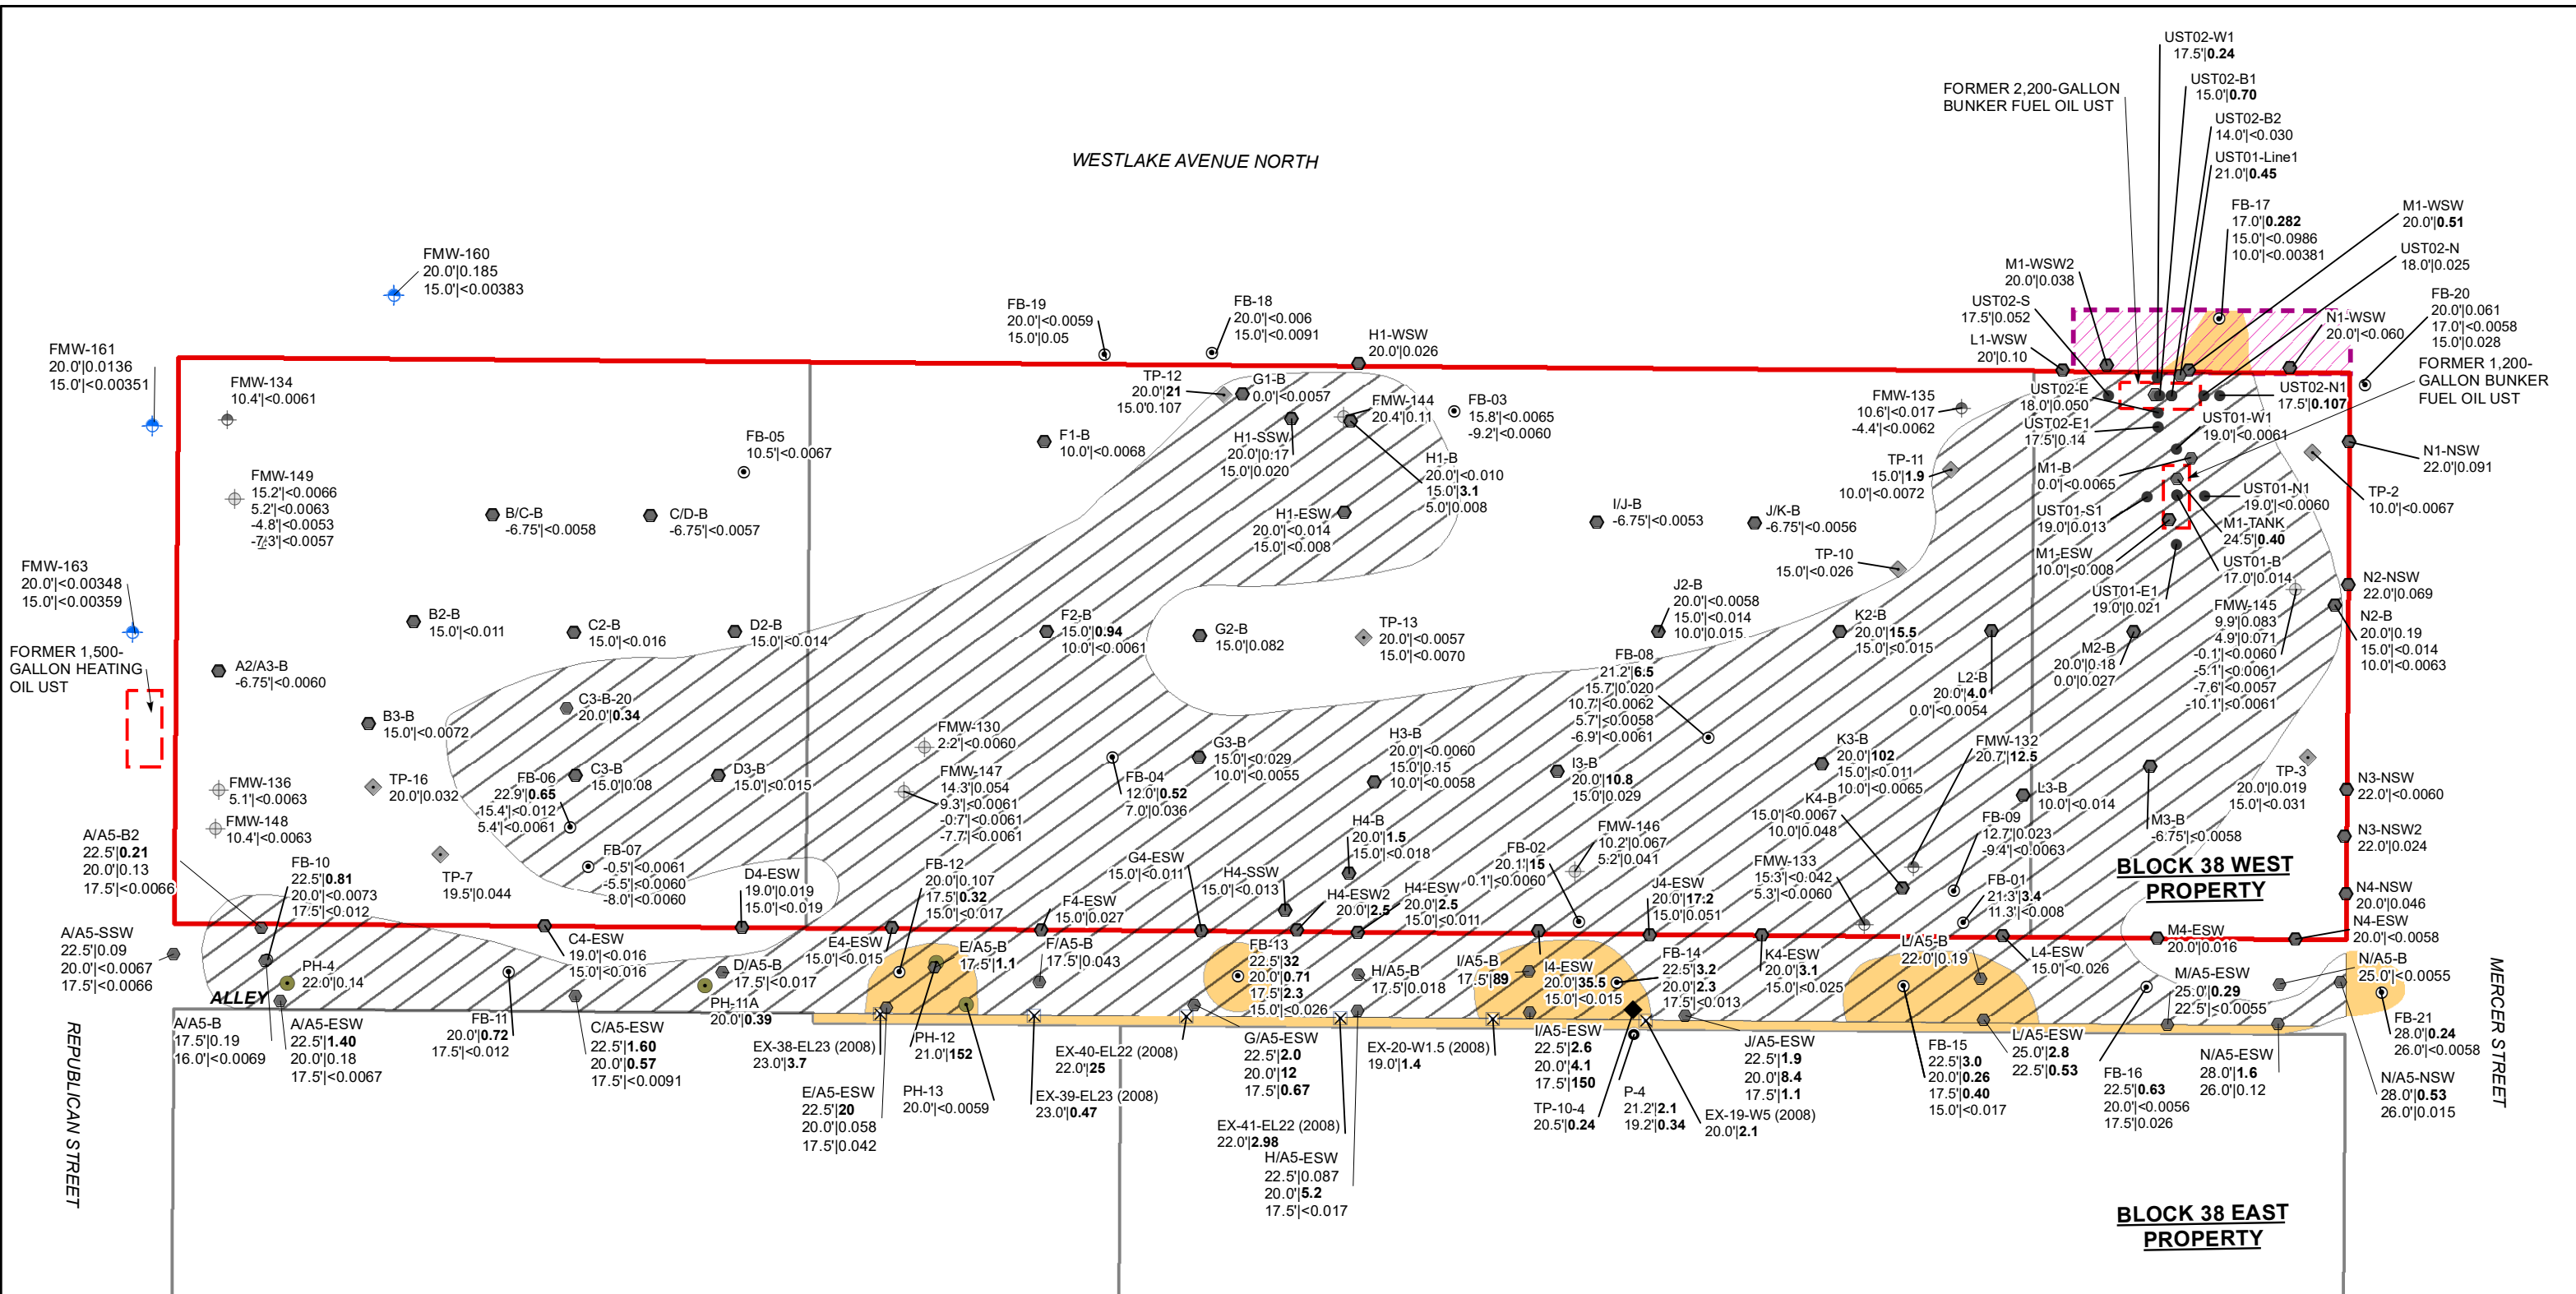 UST02-W1
17.5'|0.24
UST02-B1
15.0'|0.70
FORMER 2,200-GALLON
BUNKER FUEL OIL UST
UST02-B2
14.0'|<0.030
UST01-Line1
21.0'|0.45
WESTLAKE AVENUE NORTH
FB-17
17.0'|0.282
15.0'|<0.0986
10.0'|<0.00381
M1-WSW
20.0'|0.51
UST02-N
18.0'|0.025
FMW-160
20.0'|0.185
15.0'|<0.00383
M1-WSW2
20.0'|0.038
UST02-S
17.5'|0.052
L1-WSW
20'|0.10
FB-20
20.0'|0.061
17.0'|<0.0058
15.0'|0.028
N1-WSW
20.0'|<0.060
FORMER 1,200-
GALLON BUNKER
FUEL OIL UST
FB-19
20.0'|<0.0059
15.0'|0.05
FB-18
20.0'|<0.006
15.0'|0.0091
H1-WSW
20.0'|0.026
FMW-161
20.0'|0.0136
15.0'|<0.00351
FMW-134
10.4'|<0.0061
TP-12
20.0'|21
15.0'|0.107
G1-B
0.0'|<0.0057
FMW-144
20.4'|0.11
FB-03
15.8'|<0.0065
-9.2'|<0.0060
FMW-135
10.6'|<0.017
-4.4'|<0.0062
UST02-E
18.0'|0.050
UST02-E1
17.5'|0.14
UST02-N1
17.5'|0.107
UST01-W1
19.0'|<0.0061
FB-05
10.5'|<0.0067
F1-B
10.0'|<0.0068
H1-SSW
20.0'|0.17
15.0'|0.020
H1-B
20.0'|<0.010
15.0'|3.1
5.0'|0.008
TP-11
15.0'|1.9
10.0'|<0.0072
M1-B
0.0'|<0.0065
N1-NSW
22.0'|0.091
TP-2
10.0'|<0.0067
FMW-149
15.2'|<0.0066
5.2'|<0.0063
-4.8'|<0.0053
-7.3'|<0.0057
B/C-B
-6.75'|<0.0058
C/D-B
-6.75'|<0.0057
H1-ESW
20.0'|<0.014
15.0'|<0.008
I/J-B
-6.75'|<0.0053
J/K-B
-6.75'|<0.0056
UST01-S1
19.0'|0.013
UST01-N1
19.0'|<0.0060
M1-TANK
24.5'|0.40
M1-ESW
10.0'|<0.008
UST01-B
17.0'|0.014
UST01-E1
19.0'|0.021
TP-10
15.0'|<0.026
FMW-163
20.0'|<0.00348
15.0'|<0.00359
N2-NSW
22.0'|0.069
N2-B
20.0'|0.19
15.0'|<0.014
10.0'|<0.0063
FMW-145
9.9'|0.083
4.9'|0.071
-0.1'|<0.0060
-5.1'|<0.0061
-7.6'|<0.0057
-10.1'|<0.0061
J2-B
20.0'|<0.0058
15.0'|<0.014
10.0'|0.015
B2-B
15.0'|<0.011
C2-B
15.0'|<0.016
D2-B
15.0'|<0.014
F2-B
15.0'|0.94
10.0'|<0.0061
G2-B
15.0'|0.082
TP-13
20.0'|<0.0057
15.0'|<0.0070
K2-B
20.0'|15.5
15.0'|<0.015
M2-B
20.0'|0.18
0.0'|<0.027
L2-B
20.0'|4.0
0.0'|<0.0054
FORMER 1,500-
GALLON HEATING
OIL UST
A2/A3-B
-6.75'|<0.0060
FB-08
21.2'|6.5
15.7'|0.020
10.7'|<0.0062
5.7'|<0.0058
-6.9'|<0.0061
C3-B-20
20.0'|0.34
B3-B
15.0'|<0.0072
FMW-130
2.2'|<0.0060
FMW-147
14.3'|0.054
9.3'|<0.0061
-0.7'|<0.0061
-7.7'|<0.0061
FB-04
12.0'|0.52
7.0'|0.036
G3-B
15.0'|<0.029
10.0'|<0.0055
H3-B
20.0'|<0.0060
15.0'|0.15
10.0'|<0.0058
I3-B
20.0'|10.8
15.0'|0.029
K3-B
20.0'|102
15.0'|<0.011
10.0'|<0.0065
FMW-132
20.7'|12.5
FMW-136
5.1'|<0.0063
TP-16
20.0'|0.032
FB-06
22.9'|0.65
15.4'|<0.012
5.4'|<0.0061
C3-B
15.0'|0.08
D3-B
15.0'|<0.015
L3-B
10.0'|<0.014
TP-3
20.0'|0.019
15.0'|<0.031
N3-NSW
22.0'|<0.0060
FMW-148
10.4'|<0.0063
K4-B
15.0'|<0.0067
10.0'|0.048
FB-09
12.7'|0.023
-9.4'|<0.0063
M3-B
-6.75'|<0.0058
N3-NSW2
22.0'|0.024
A/A5-B2
22.5'|0.21
20.0'|0.13
17.5'|<0.0066
FB-10
22.5'|0.81
20.0'|<0.0073
17.5'|<0.012
TP-7
19.5'|0.044
FB-07
-0.5'|<0.0061
-5.5'|<0.0060
-8.0'|<0.0060
D4-ESW
19.0'|0.019
15.0'|<0.019
FB-12
20.0'|0.107
17.5'|0.32
15.0'|<0.017
G4-ESW
15.0'|<0.011
H4-B
20.0'|1.5
15.0'|<0.018
H4-SSW
15.0'|<0.013
FB-02
20.1'|15
0.1'|<0.0060
FMW-146
10.2'|0.067
5.2'|0.041
FMW-133
15.3'|<0.042
5.3'|<0.0060
BLOCK 38 WEST
PROPERTY
F4-ESW
15.0'|0.027
H4-ESW2
20.0'|2.5
H4-ESW
20.0'|2.5
15.0'|<0.011
J4-ESW
20.0'|17.2
15.0'|0.051
FB-01
21.3'|3.4
11.3'|<0.008
N4-NSW
20.0'|0.046
N4-ESW
20.0'|<0.0058
A/A5-SSW
22.5'|0.09
20.0'|<0.0067
17.5'|<0.0066
PH-4
22.0'|0.14
ALLEY
C4-ESW
19.0'|<0.016
15.0'|<0.016
D/A5-B
17.5'|<0.017
E4-ESW
15.0'|<0.015
E/A5-B
17.5'|1.1
F/A5-B
17.5'|0.043
FB-13
22.5'|32
20.0'|0.71
17.5'|2.3
15.0'|<0.026
H/A5-B
17.5'|0.018
I/A5-B
17.5'|89
I4-ESW
20.0'|35.5
15.0'|<0.015
FB-14
22.5'|3.2
20.0'|2.3
17.5'|<0.013
K4-ESW
20.0'|3.1
15.0'|<0.025
L/A5-B
22.0'|0.19
L4-ESW
15.0'|<0.026
M4-ESW
20.0'|0.016
M/A5-ESW
25.0'|0.29
22.5'|<0.0055
N/A5-B
25.0'|<0.0055
MERCER STREET
REPUBLICAN STREET
PH-11A
20.0'|0.39
A/A5-B
17.5'|0.19
16.0'|<0.0069
A/A5-ESW
22.5'|1.40
20.0'|0.18
17.5'|<0.0067
FB-11
20.0'|0.72
17.5'|<0.012
C/A5-ESW
22.5'|1.60
20.0'|0.57
17.5'|<0.0091
EX-38-EL23 (2008)
23.0'|3.7
PH-12
21.0'|152
EX-40-EL22 (2008)
22.0'|25
G/A5-ESW
22.5'|2.0
20.0'|12
17.5'|0.67
EX-20-W1.5 (2008)
19.0'|1.4
I/A5-ESW
22.5'|2.6
20.0'|4.1
17.5'|150
J/A5-ESW
22.5'|1.9
20.0'|8.4
17.5'|1.1
FB-15
22.5'|3.0
20.0'|0.26
17.5'|0.40
15.0'|<0.017
L/A5-ESW
25.0'|2.8
22.5'|0.53
FB-16
22.5'|0.63
20.0'|<0.0056
17.5'|0.026
N/A5-ESW
28.0'|1.6
26.0'|0.12
FB-21
28.0'|0.24
26.0'|<0.0058
N/A5-NSW
28.0'|0.53
26.0'|0.015
E/A5-ESW
22.5'|20
20.0'|0.058
17.5'|0.042
PH-13
20.0'|<0.0059
EX-39-EL23 (2008)
23.0'|0.47
EX-41-EL22 (2008)
22.0'|2.98
H/A5-ESW
22.5'|0.087
20.0'|5.2
17.5'|<0.017
TP-10-4
20.5'|0.24
P-4
21.2'|2.1
19.2'|0.34
EX-19-W5 (2008)
20.0'|2.1
BLOCK 38 EAST
PROPERTY